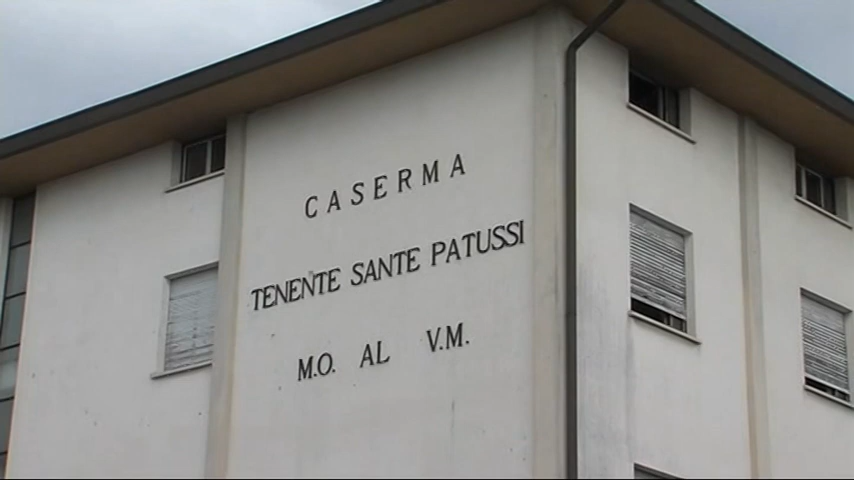 CASERMA
TENENTE SANTE PATUSSI
M.O. AL V.M.